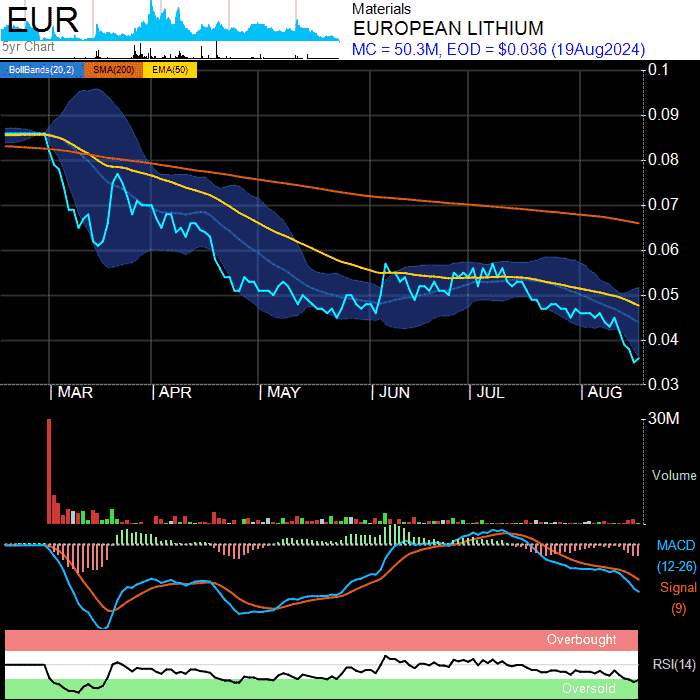 EUR
5yr Chart
Materials
EUROPEAN LITHIUM
MC = 50.3M, EOD = $0.036 (19Aug2024)
BollBands(20,2) SMA(200) EMA(50)
0.1
0.09
0.08
0.07
0.06
0.05
0.04
0.03
MAR APR MAY JUN JUL AUG
30M
Volume
MACD
(12-26)
Signal
(9)
Overbought
RSI(14)
Oversold